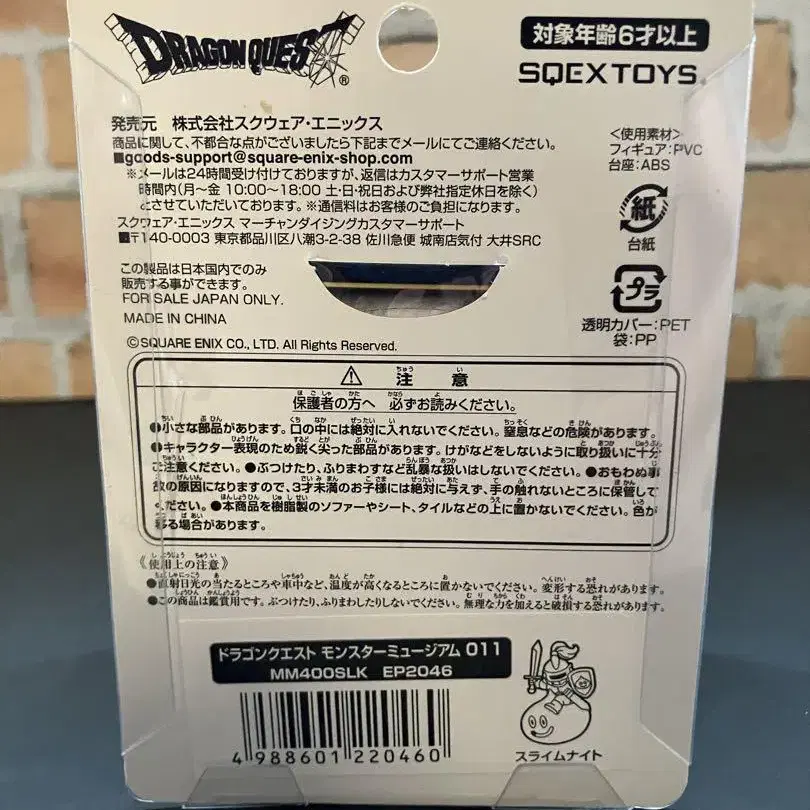 DRAGON QUEST®
対象年齢6才以上
SQEX TOYS®
発売元 株式会社スクウェア・エニックス
商品に関して、不都合な点がございましたら下記までメールにてご連絡ください。
■goods-support@square-enix-shop.com
※メールは24時間受け付けておりますが、返信はカスタマーサポート営業
時間内(月～金 10:00～18:00 土・日・祝日および弊社指定休日を除く)
とさせていただいております。※通信料はお客様のご負担になります。
スクウェア・エニックス マーチャンダイジングカスタマーサポート
■〒140-0003 東京都品川区八潮3-2-38 佐川急便 城南店気付 大井SRC
<使用素材>
フィギュア:PVC
台座:ABS
紙
台紙
プラ
透明カバー:PET
袋:PP
この製品は日本国内でのみ
販売する事ができます。
FOR SALE JAPAN ONLY.
MADE IN CHINA
©SQUARE ENIX CO., LTD. All Rights Reserved.
⚠ 注意
保護者の方へ 必ずお読みください。
●小さな部品があります。口の中には絶対に入れないでください。窒息などの危険があります。
●キャラクター表現のため鋭く尖った部品があります。けがなどをしないように取り扱いに十分
ご注意ください。●ぶつけたり、ふりまわすなど乱暴な扱いはしないでください。●おもわぬ事
故の原因になりますので、3才未満のお子様には絶対に与えず、手の触れないところに保管して
ください。●本商品を樹脂製のソファーやシート、タイルなどの上に置かないでください。色が
移る場合があります。
《使用上の注意》
●直射日光の当たるところや車中など、温度が高くなるところに置かないでください。変形する恐れがあります。
●この商品は鑑賞用です。ぶつけたり、ふりまわしたりしないでください。無理な力を加えると破損する恐れがあります。
ドラゴンクエスト モンスターミュージアム 011
MM400SLK EP2046
4 988601 220460
スライムナイト